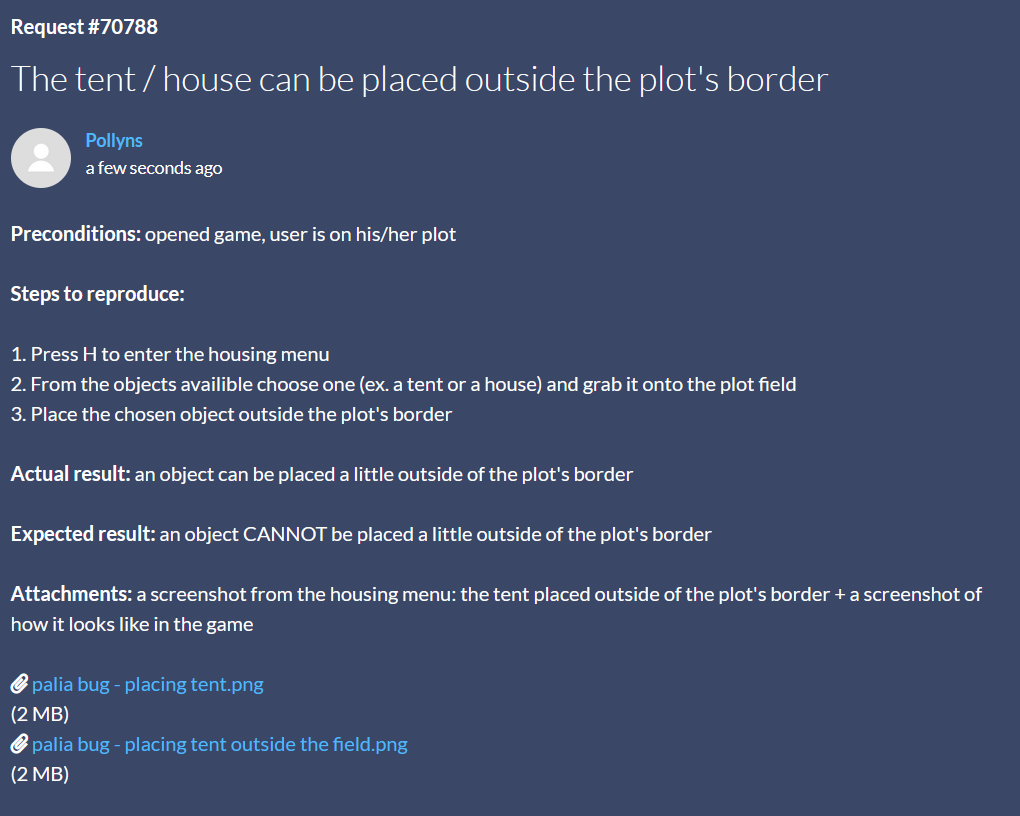 Request #70788
The tent / house can be placed outside the plot's border
Pollyns
a few seconds ago
Preconditions: opened game, user is on his/her plot
Steps to reproduce:
1. Press H to enter the housing menu
2. From the objects availible choose one (ex. a tent or a house) and grab it onto the plot field
3. Place the chosen object outside the plot's border
Actual result: an object can be placed a little outside of the plot's border
Expected result: an object CANNOT be placed a little outside of the plot's border
Attachments: a screenshot from the housing menu: the tent placed outside of the plot's border + a screenshot of
how it looks like in the game
palia bug - placing tent.png
(2 MB)
palia bug - placing tent outside the field.png
(2 MB)